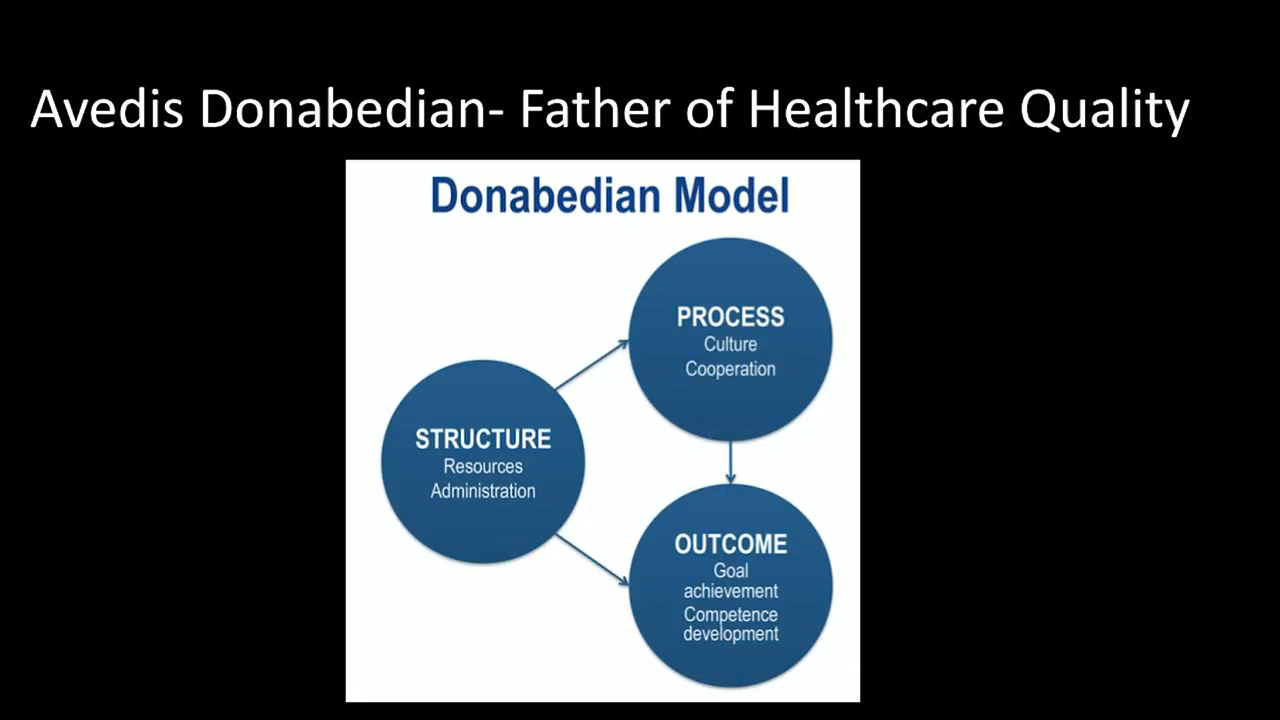 Avedis Donabedian- Father of Healthcare Quality
Donabedian Model
PROCESS
Culture
Cooperation
STRUCTURE
Resources
Administration
OUTCOME
Goal
achievement
Competence
development